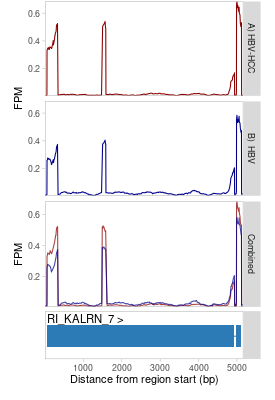 0.6
0.4
0.2
A) HBV-HCC
FPM
0.6
0.4
0.2
B) HBV
0.6
0.4
0.2
FPM
Combined
RI_KALRN_7 >
1000 2000 3000 4000 5000
Distance from region start (bp)